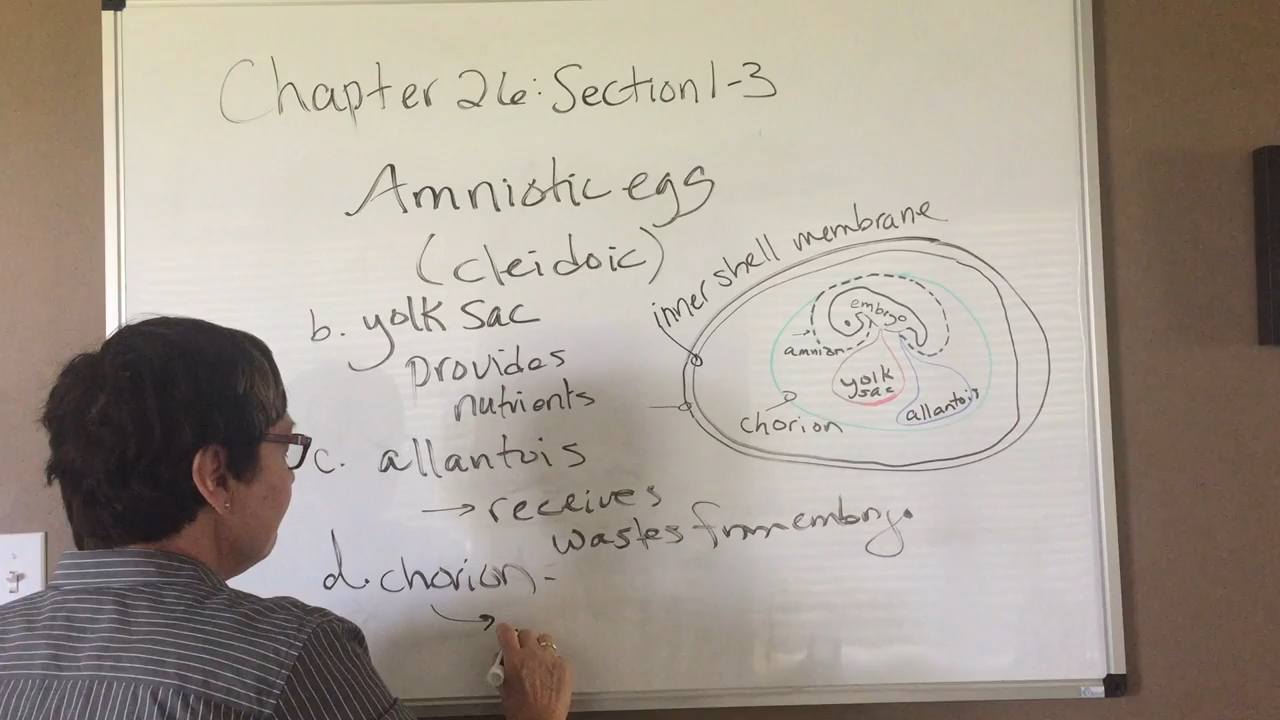 Chapter 26: Section 1-3
Amniotic egg
(cleidoic)
b. yolk sac
provides
nutrients
c. allantois
→ receives
wastes from embryo
d. chorion -
→
inner shell membrane
embryo
amnion
yolk
sac
allantois
chorion